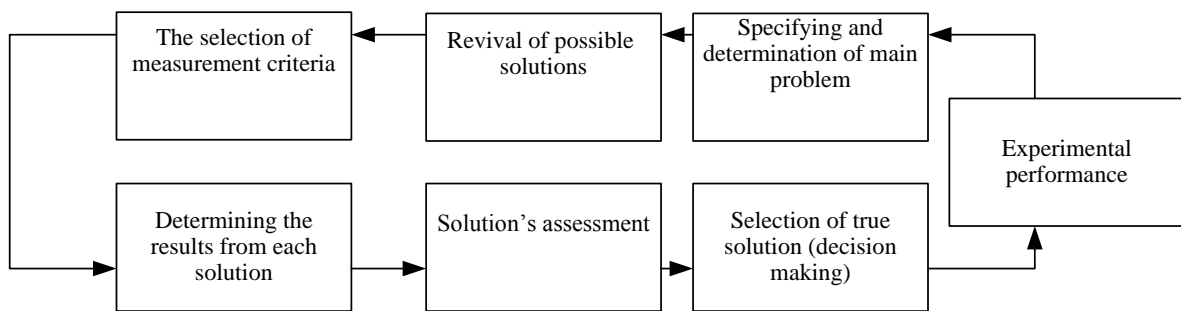 The selection of
measurement criteria
Revival of possible
solutions
Specifying and
determination of main
problem
Experimental
performance
Determining the
results from each
solution
Solution’s assessment
Selection of true
solution (decision
making)